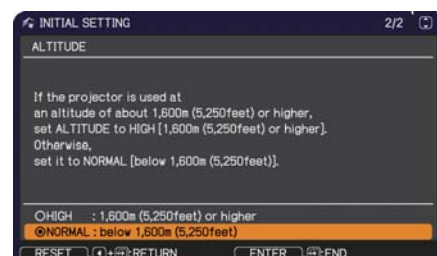 INITIAL SETTING 2/2
ALTITUDE
If the projector is used at
an altitude of about 1,600m (5,250feet) or higher,
set ALTITUDE to HIGH [1,600m (5,250feet) or higher].
Otherwise,
set it to NORMAL [below 1,600m (5,250feet)].
HIGH : 1,600m (5,250feet) or higher
NORMAL : below 1,600m (5,250feet)
RESET + :RETURN ENTER :END